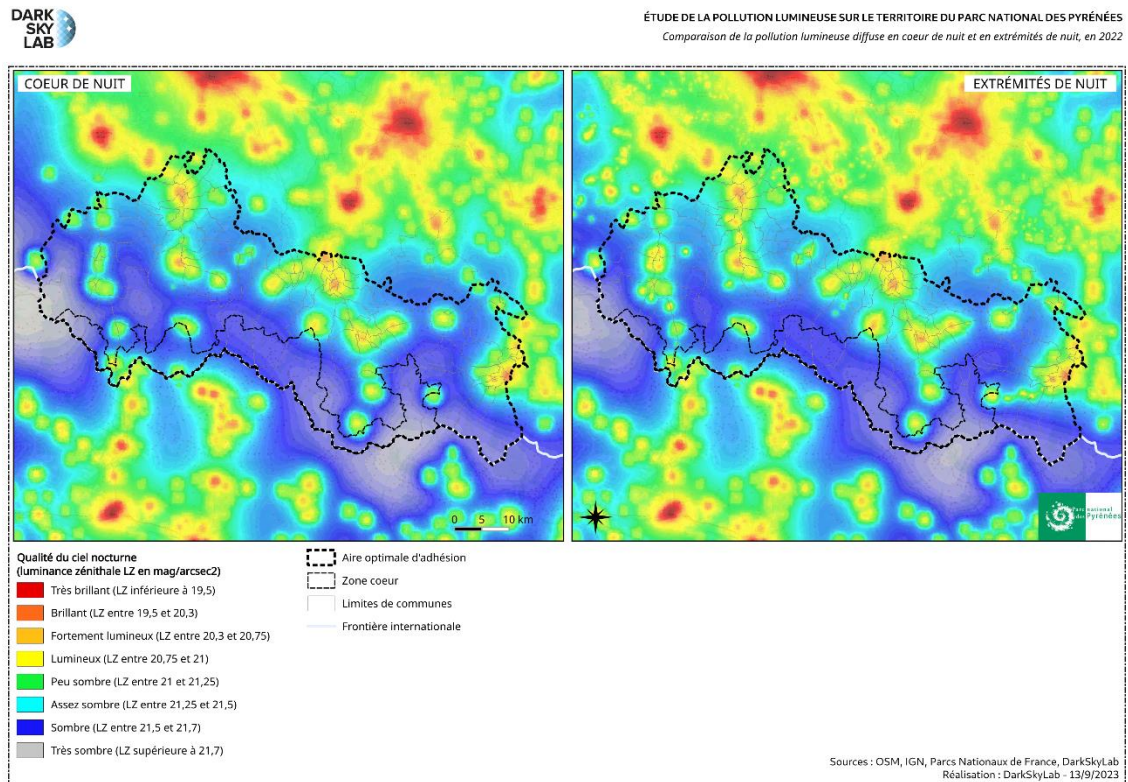 DARK
SKY
LAB
ÉTUDE DE LA POLLUTION LUMINEUSE SUR LE TERRITOIRE DU PARC NATIONAL DES PYRÉNÉES
Comparaison de la pollution lumineuse diffuse en coeur de nuit et en extrémités de nuit, en 2022
COEUR DE NUIT
EXTRÉMITÉS DE NUIT
0 5 10 km
Parc national
des Pyrénées
Qualité du ciel nocturne
(luminance zénithale LZ en mag/arcsec2)
Très brillant (LZ inférieure à 19,5)
Brillant (LZ entre 19,5 et 20,3)
Fortement lumineux (LZ entre 20,3 et 20,75)
Lumineux (LZ entre 20,75 et 21)
Peu sombre (LZ entre 21 et 21,25)
Assez sombre (LZ entre 21,25 et 21,5)
Sombre (LZ entre 21,5 et 21,7)
Très sombre (LZ supérieure à 21,7)
Aire optimale d'adhésion
Zone coeur
Limites de communes
Frontière internationale
Sources : OSM, IGN, Parcs Nationaux de France, DarkSkyLab
Réalisation : DarkSkyLab - 13/9/2023